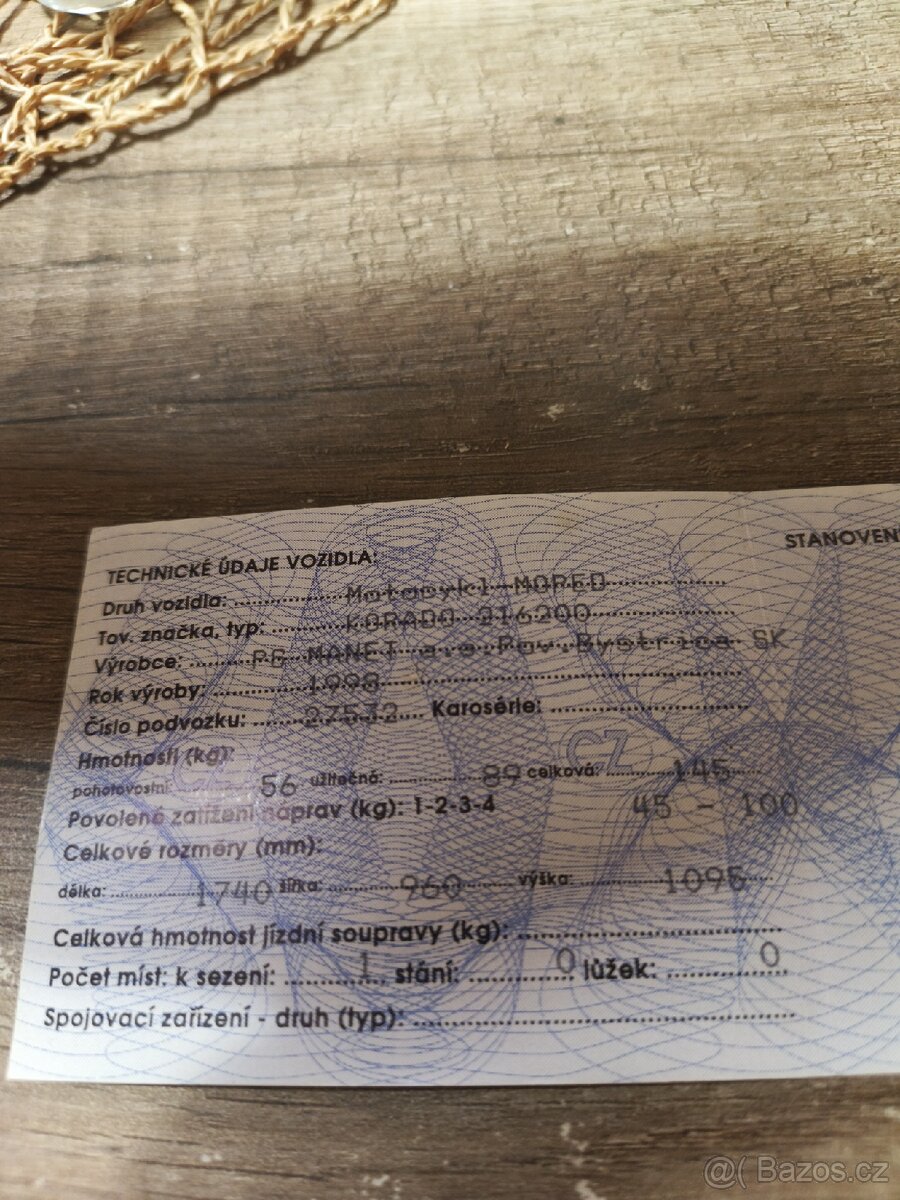 TECHNICKÉ ÚDAJE VOZIDLA:
STANOVEN
Druh vozidla: Motocykl MOPED
Tov. značka, typ: KORADO 216200
Výrobce: PS MANET a.s. Pov. Bystrica SK
Rok výroby: 1998
Číslo podvozku: 27532 Karosérie:
Hmotnosti (kg):
pohotovostní: 56 užitečná: 89 celková: 145
Povolené zatížení náprav (kg): 1-2-3-4 45 - 100
Celkové rozměry (mm):
délka: 1740 šířka: 960 výška: 1095
Celková hmotnost jízdní soupravy (kg):
Počet míst: k sezení: 1 stání: 0 lůžek: 0
Spojovací zařízení - druh (typ):
CZ
@( Bazos.cz